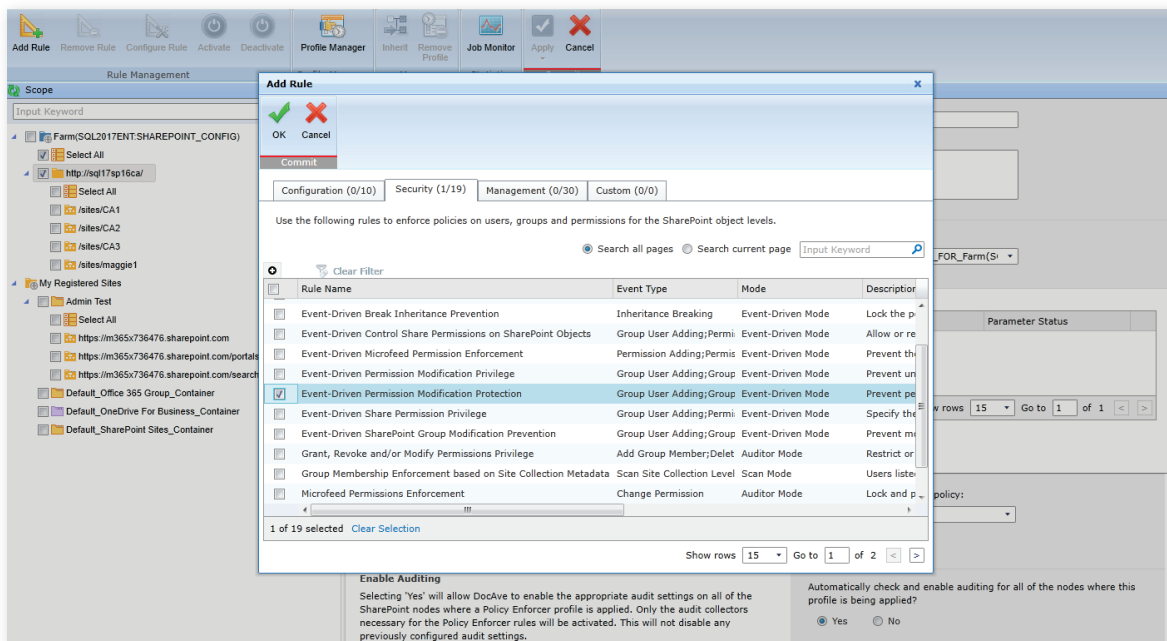 Add Rule Remove Rule Configure Rule Activate Deactivate Profile Manager Inherit Remove Profile Job Monitor Apply Cancel
Rule Management
Scope
Input Keyword
Farm(SQL2017ENT:SHAREPOINT_CONFIG)
Select All
http://sql17sp16ca/
Select All
/sites/CA1
/sites/CA2
/sites/CA3
/sites/maggie1
My Registered Sites
Admin Test
Select All
https://m365x736476.sharepoint.com
https://m365x736476.sharepoint.com/portals
https://m365x736476.sharepoint.com/search
Default_Office 365 Group_Container
Default_OneDrive For Business_Container
Default_SharePoint Sites_Container
Add Rule x
OK Cancel
Commit
Configuration (0/10) Security (1/19) Management (0/30) Custom (0/0)
Use the following rules to enforce policies on users, groups and permissions for the SharePoint object levels.
Search all pages Search current page Input Keyword
Clear Filter
Rule Name Event Type Mode Description
Event-Driven Break Inheritance Prevention Inheritance Breaking Event-Driven Mode Lock the p
Event-Driven Control Share Permissions on SharePoint Objects Group User Adding;Permi Event-Driven Mode Allow or re
Event-Driven Microfeed Permission Enforcement Permission Adding;Permis Event-Driven Mode Prevent th
Event-Driven Permission Modification Privilege Group User Adding;Group Event-Driven Mode Prevent un
Event-Driven Permission Modification Protection Group User Adding;Group Event-Driven Mode Prevent pe
Event-Driven Share Permission Privilege Group User Adding;Permi Event-Driven Mode Specify the
Event-Driven SharePoint Group Modification Prevention Group User Adding;Group Event-Driven Mode Prevent m
Grant, Revoke and/or Modify Permissions Privilege Add Group Member;Delet Auditor Mode Restrict or
Group Membership Enforcement based on Site Collection Metadata Scan Site Collection Level Scan Mode Users liste
Microfeed Permissions Enforcement Change Permission Auditor Mode Lock and p
1 of 19 selected Clear Selection
Show rows 15 Go to 1 of 2 < >
_FOR_Farm(S
Parameter Status
w rows 15 Go to 1 of 1 < >
policy:
Enable Auditing
Selecting 'Yes' will allow DocAve to enable the appropriate audit settings on all of the
SharePoint nodes where a Policy Enforcer profile is applied. Only the audit collectors
necessary for the Policy Enforcer rules will be activated. This will not disable any
previously configured audit settings.
Automatically check and enable auditing for all of the nodes where this
profile is being applied?
Yes No